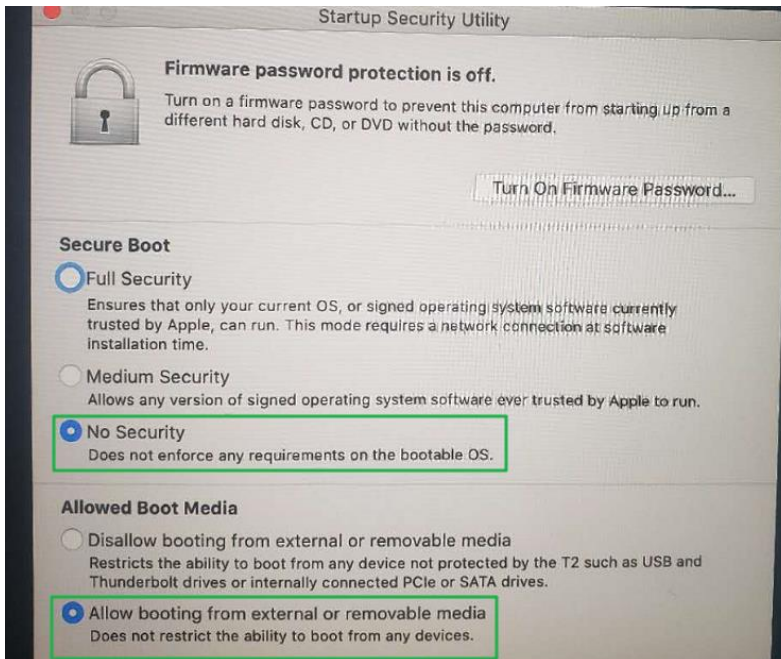 Startup Security Utility
Firmware password protection is off.
Turn on a firmware password to prevent this computer from starting up from a
different hard disk, CD, or DVD without the password.
Turn On Firmware Password...
Secure Boot
Full Security
Ensures that only your current OS, or signed operating system software currently
trusted by Apple, can run. This mode requires a network connection at software
installation time.
Medium Security
Allows any version of signed operating system software ever trusted by Apple to run.
No Security
Does not enforce any requirements on the bootable OS.
Allowed Boot Media
Disallow booting from external or removable media
Restricts the ability to boot from any device not protected by the T2 such as USB and
Thunderbolt drives or internally connected PCIe or SATA drives.
Allow booting from external or removable media
Does not restrict the ability to boot from any devices.